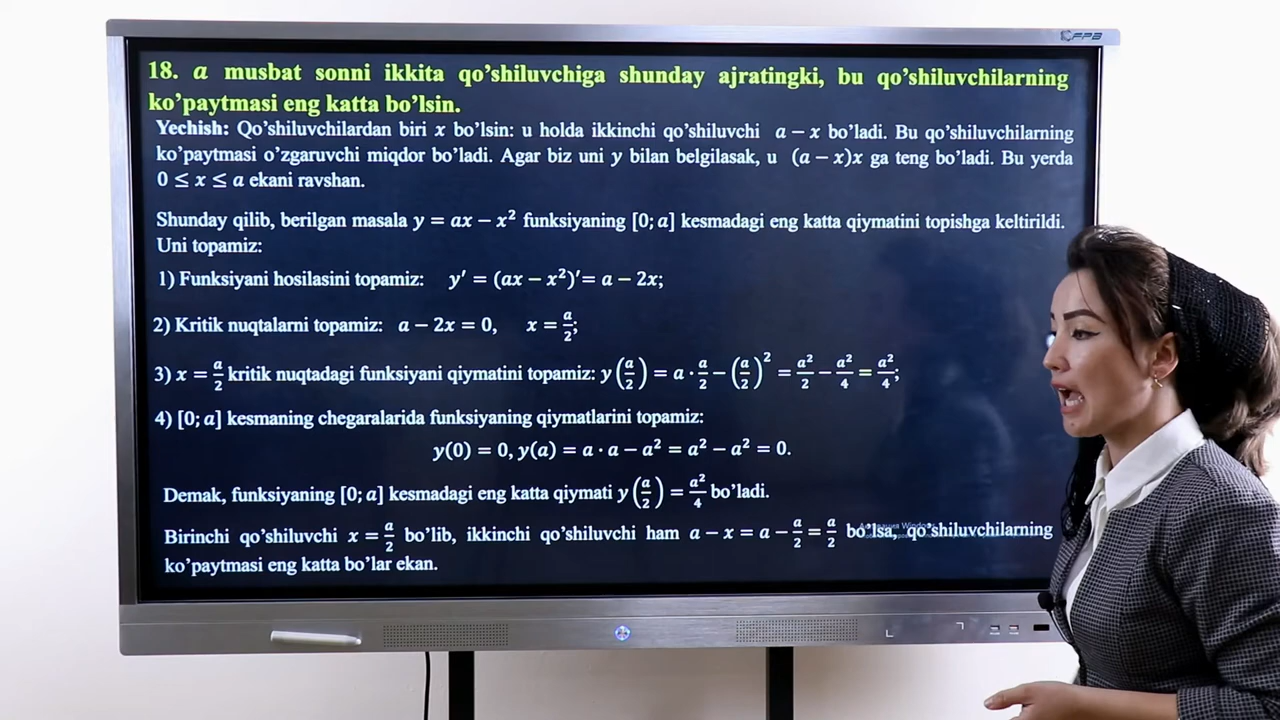 FPB
18. a musbat sonni ikkita qo’shiluvchiga shunday ajratingki, bu qo’shiluvchilarning
ko’paytmasi eng katta bo’lsin.
Yechish: Qo’shiluvchilardan biri x bo’lsin: u holda ikkinchi qo’shiluvchi a − x bo’ladi. Bu qo’shiluvchilarning
ko’paytmasi o’zgaruvchi miqdor bo’ladi. Agar biz uni y bilan belgilasak, u (a − x)x ga teng bo’ladi. Bu yerda
0 ≤ x ≤ a ekani ravshan.
Shunday qilib, berilgan masala y = ax − x² funksiyaning [0; a] kesmadagi eng katta qiymatini topishga keltirildi.
Uni topamiz:
1) Funksiyani hosilasini topamiz: y′ = (ax − x²)′= a − 2x;
2) Kritik nuqtalarni topamiz: a − 2x = 0, x = a/2;
3) x = a/2 kritik nuqtadagi funksiyani qiymatini topamiz: y(a/2) = a · a/2 − (a/2)² = a²/2 − a²/4 = a²/4;
4) [0; a] kesmaning chegaralarida funksiyaning qiymatlarini topamiz:
y(0) = 0, y(a) = a · a − a² = a² − a² = 0.
Demak, funksiyaning [0; a] kesmadagi eng katta qiymati y(a/2) = a²/4 bo’ladi.
Birinchi qo’shiluvchi x = a/2 bo’lib, ikkinchi qo’shiluvchi ham a − x = a − a/2 = a/2 bo’lsa, qo’shiluvchilarning
ko’paytmasi eng katta bo’lar ekan.